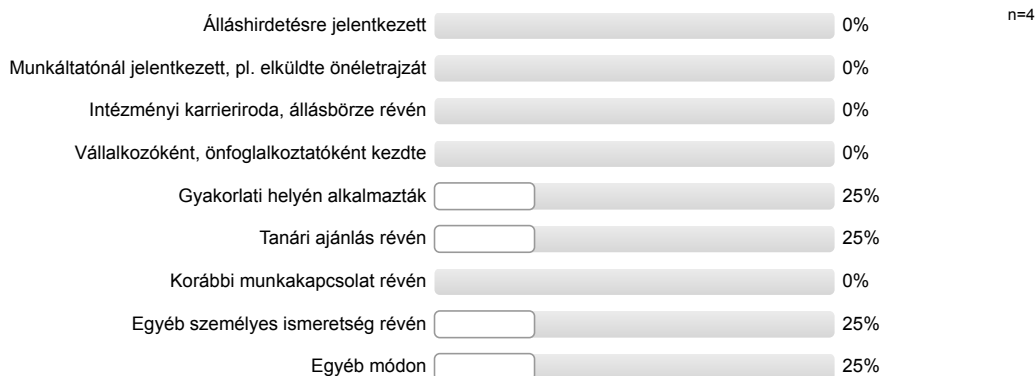 Álláshirdetésre jelentkezett 0% n=4
Munkáltatónál jelentkezett, pl. elküldte önéletrajzát 0%
Intézményi karrieriroda, állásbörze révén 0%
Vállalkozóként, önfoglalkoztatóként kezdte 0%
Gyakorlati helyén alkalmazták 25%
Tanári ajánlás révén 25%
Korábbi munkakapcsolat révén 0%
Egyéb személyes ismeretség révén 25%
Egyéb módon 25%